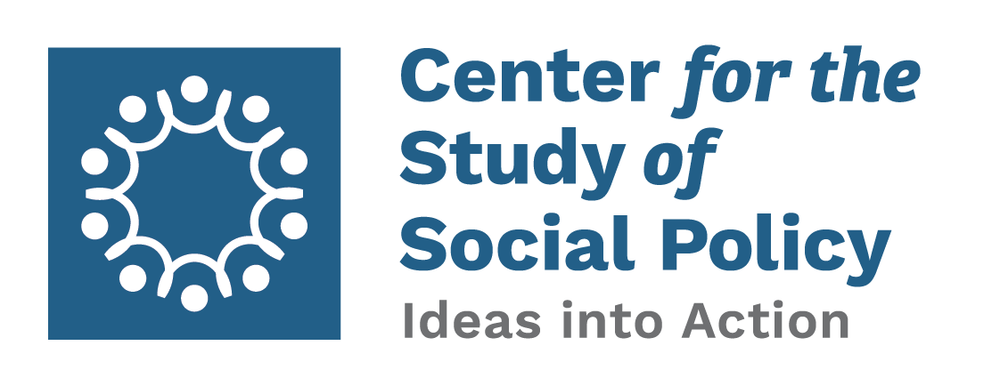 Center for the
Study of
Social Policy
Ideas into Action